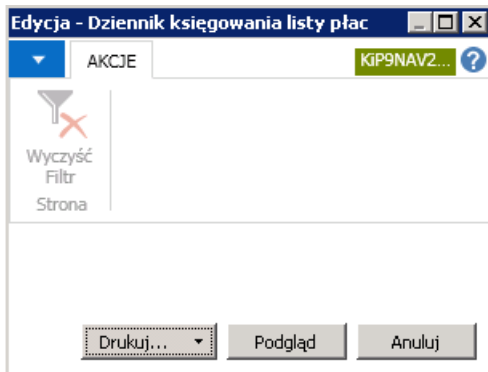 Edycja - Dziennik księgowania listy płac
AKCJE
KiP9NAV2...
?
Wyczyść
Filtr
Strona
Drukuj...
Podgląd
Anuluj